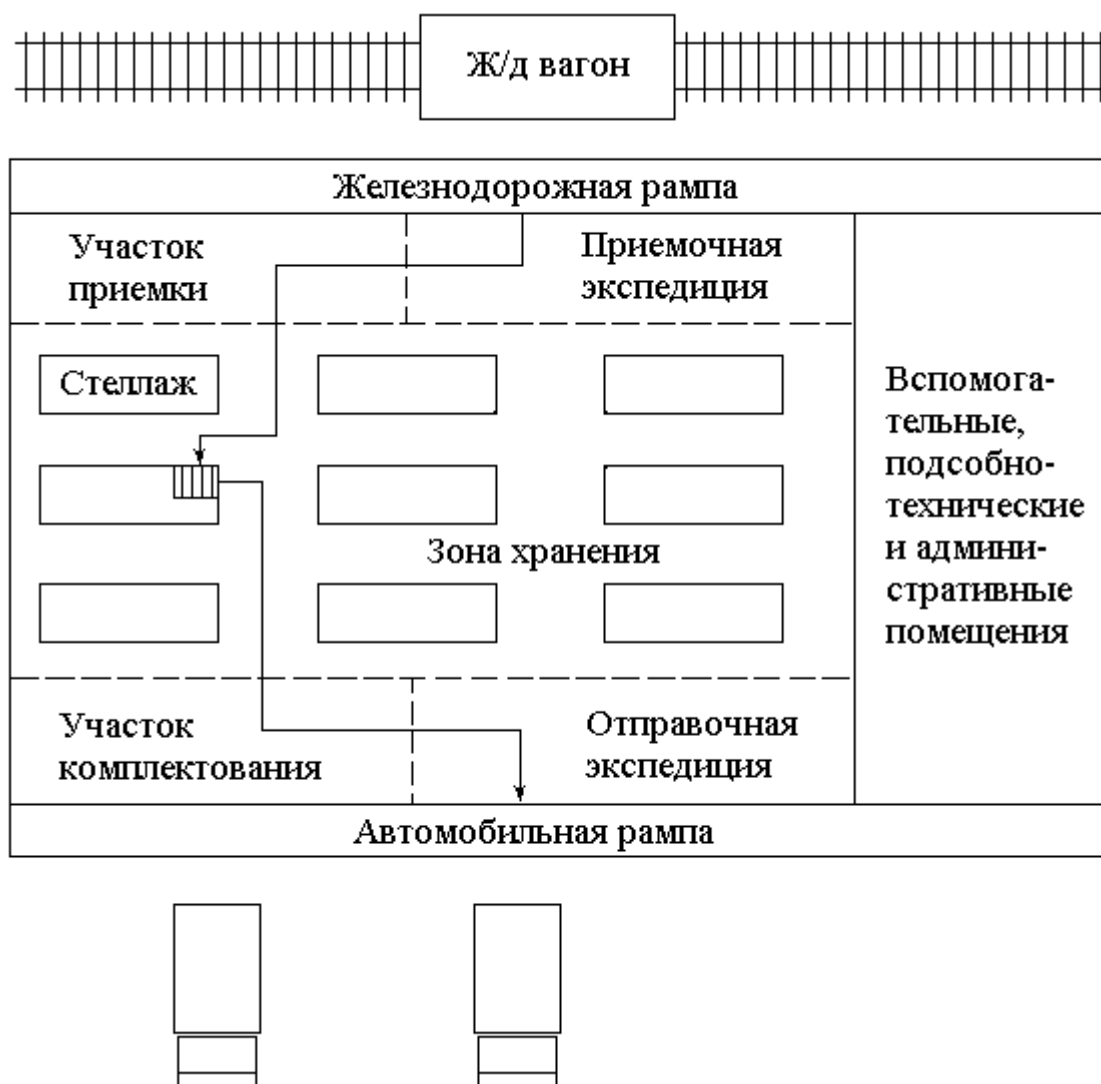 Ж/д вагон
Железнодорожная рампа
Участок
приемки
Приемочная
экспедиция
Стеллаж
Зона хранения
Вспомога-
тельные,
подсобно-
технические
и админи-
стративные
помещения
Участок
комплектования
Отправочная
экспедиция
Автомобильная рампа